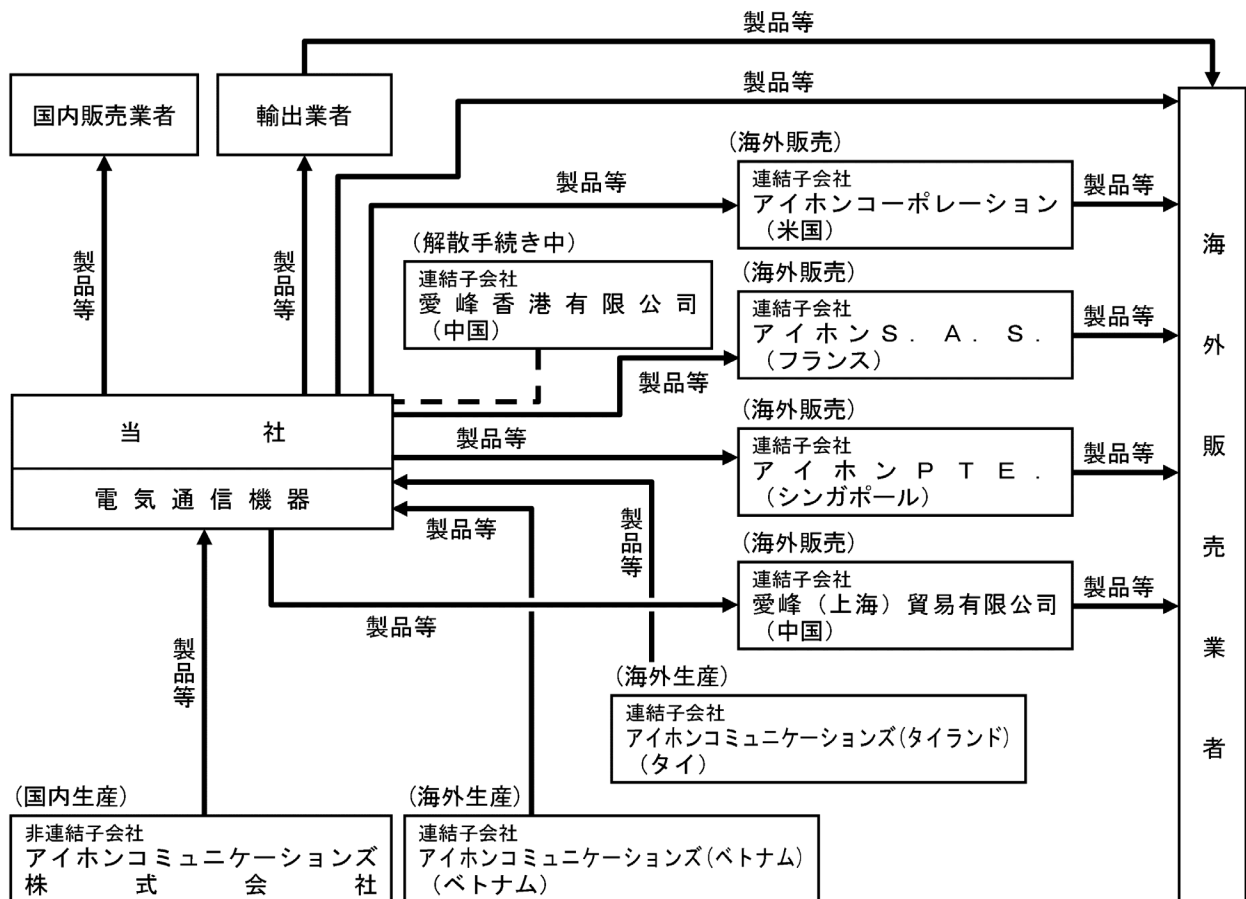 製品等
国内販売業者
輸出業者
製品等
(海外販売)
連結子会社
アイホンコーポレーション
(米国)
製品等
製品等
(解散手続き中)
連結子会社
愛峰香港有限公司
(中国)
製品等
製品等
(海外販売)
連結子会社
アイホンS.A.S.
(フランス)
製品等
製品等
当社
電気通信機器
製品等
(海外販売)
連結子会社
アイホンPTE.
(シンガポール)
製品等
製品等
製品等
(海外販売)
連結子会社
愛峰(上海)貿易有限公司
(中国)
製品等
製品等
製品等
(海外生産)
連結子会社
アイホンコミュニケーションズ(タイランド)
(タイ)
(国内生産)
非連結子会社
アイホンコミュニケーションズ
株式会社
(海外生産)
連結子会社
アイホンコミュニケーションズ(ベトナム)
(ベトナム)
海外販売業者